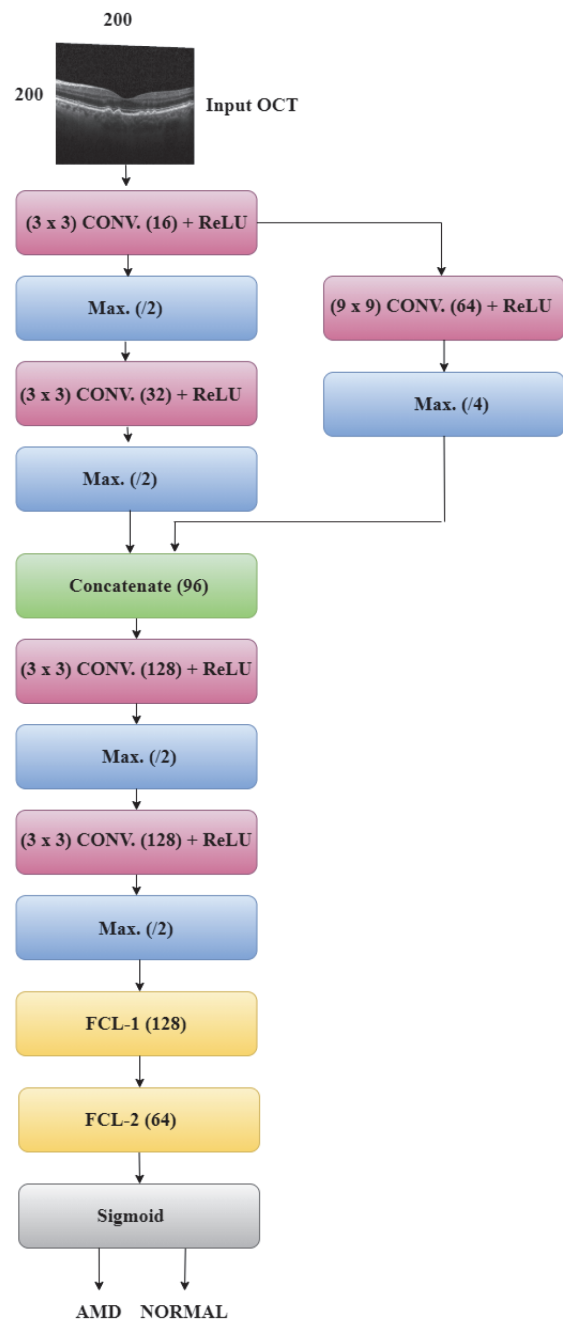 200
200
Input OCT
(3 x 3) CONV. (16) + ReLU
Max. (/2)
(9 x 9) CONV. (64) + ReLU
(3 x 3) CONV. (32) + ReLU
Max. (/4)
Max. (/2)
Concatenate (96)
(3 x 3) CONV. (128) + ReLU
Max. (/2)
(3 x 3) CONV. (128) + ReLU
Max. (/2)
FCL-1 (128)
FCL-2 (64)
Sigmoid
AMD NORMAL